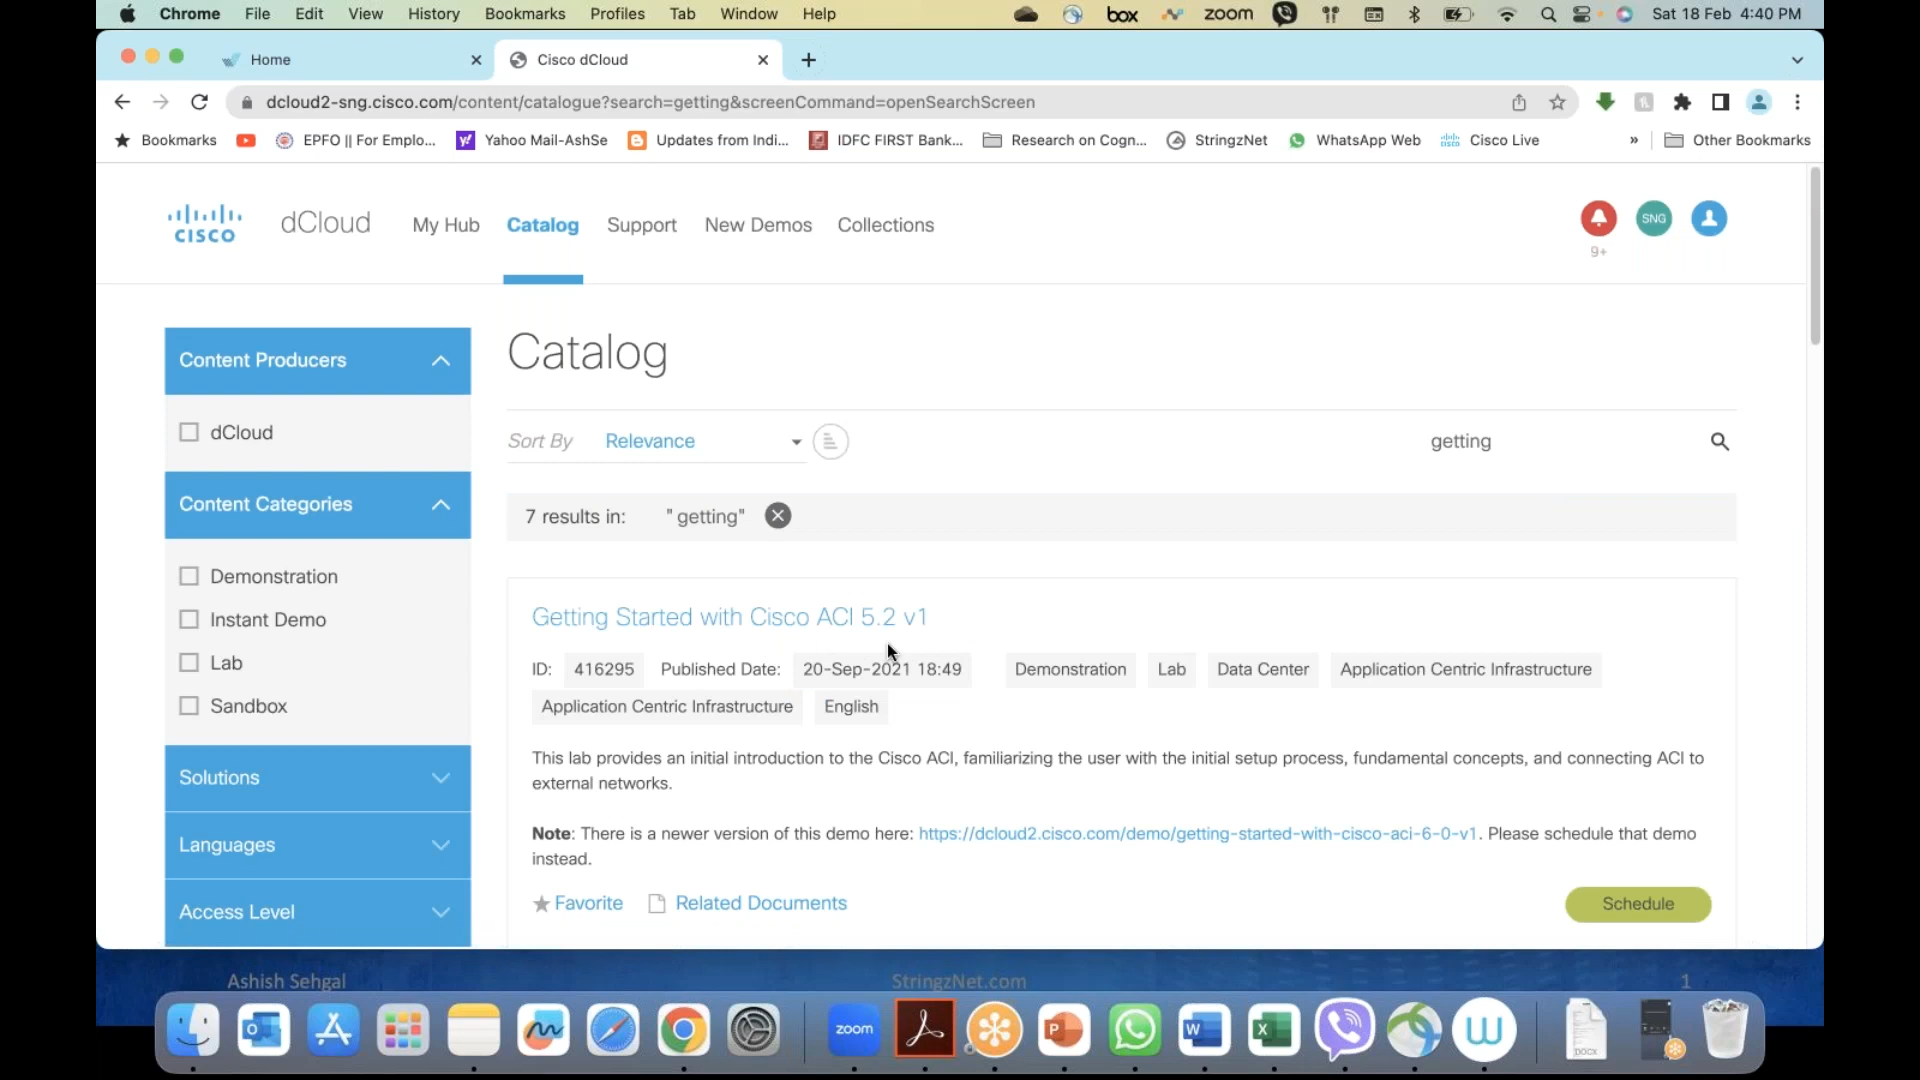 Chrome File Edit View History Bookmarks Profiles Tab Window Help box zoom Sat 18 Feb 4:40 PM
Home Cisco dCloud
dcloud2-sng.cisco.com/content/catalogue?search=getting&screenCommand=openSearchScreen
Bookmarks EPFO || For Emplo... Yahoo Mail-AshSe Updates from Indi... IDFC FIRST Bank... Research on Cogn... StringzNet WhatsApp Web Cisco Live » Other Bookmarks
CISCO dCloud My Hub Catalog Support New Demos Collections SNG
9+
Content Producers
dCloud
Content Categories
Demonstration
Instant Demo
Lab
Sandbox
Solutions
Languages
Access Level
Catalog
Sort By Relevance getting
7 results in: " getting"
Getting Started with Cisco ACI 5.2 v1
ID: 416295 Published Date: 20-Sep-2021 18:49 Demonstration Lab Data Center Application Centric Infrastructure
Application Centric Infrastructure English
This lab provides an initial introduction to the Cisco ACI, familiarizing the user with the initial setup process, fundamental concepts, and connecting ACI to
external networks.
Note: There is a newer version of this demo here: https://dcloud2.cisco.com/demo/getting-started-with-cisco-aci-6-0-v1. Please schedule that demo
instead.
Favorite Related Documents Schedule
Ashish Sehgal StringzNet.com 1
zoom P W X DOCX